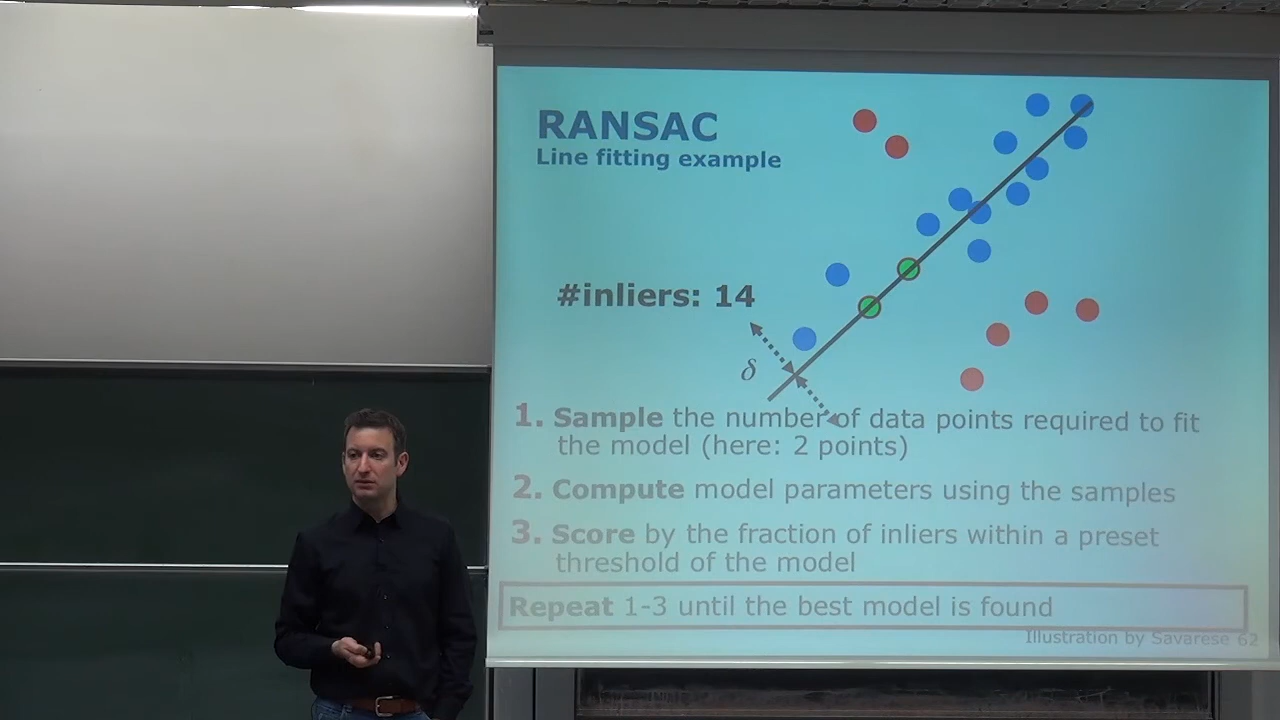 RANSAC
Line fitting example
#inliers: 14
δ
1. Sample the number of data points required to fit
the model (here: 2 points)
2. Compute model parameters using the samples
3. Score by the fraction of inliers within a preset
threshold of the model
Repeat 1-3 until the best model is found
Illustration by Savarese 62